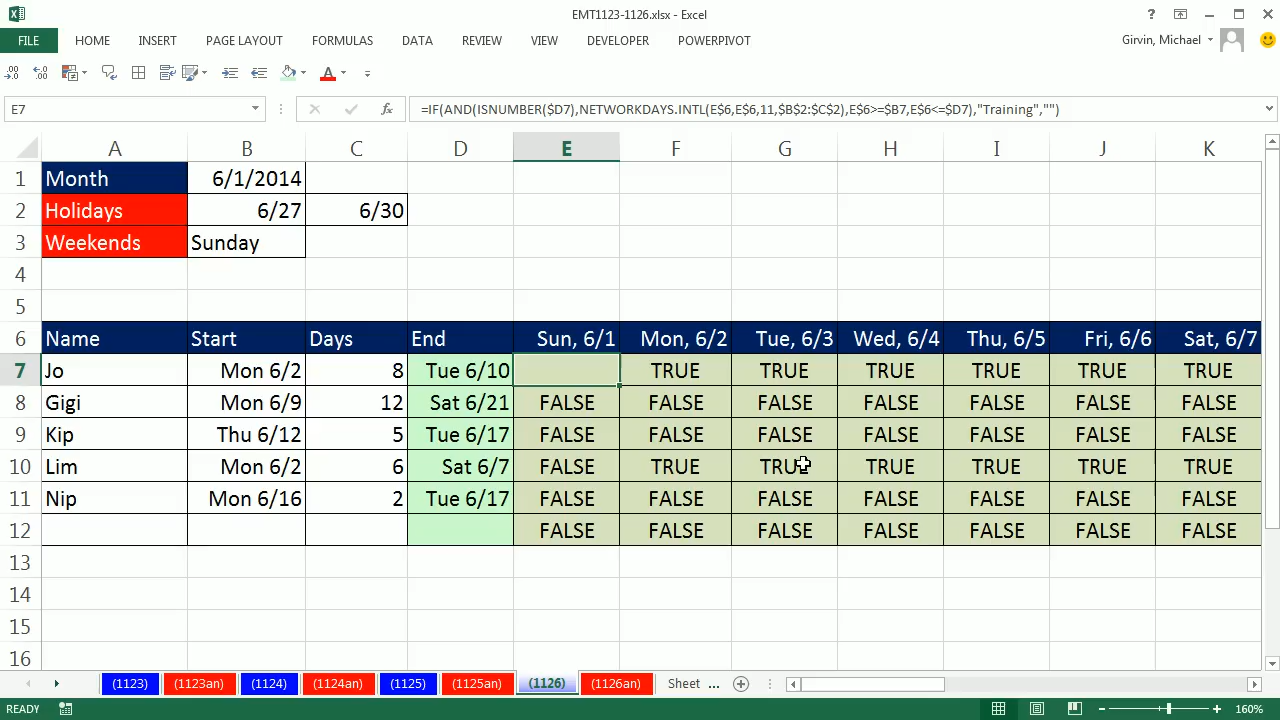 EMT1123-1126.xlsx - Excel
FILE HOME INSERT PAGE LAYOUT FORMULAS DATA REVIEW VIEW DEVELOPER POWERPIVOT Girvin, Michael
E7 fx =IF(AND(ISNUMBER($D7),NETWORKDAYS.INTL(E$6,E$6,11,$B$2:$C$2),E$6>=$B7,E$6<=$D7),"Training","")
A B C D E F G H I J K
1 Month 6/1/2014
2 Holidays 6/27 6/30
3 Weekends Sunday
4
5
6 Name Start Days End Sun, 6/1 Mon, 6/2 Tue, 6/3 Wed, 6/4 Thu, 6/5 Fri, 6/6 Sat, 6/7
7 Jo Mon 6/2 8 Tue 6/10 TRUE TRUE TRUE TRUE TRUE TRUE
8 Gigi Mon 6/9 12 Sat 6/21 FALSE FALSE FALSE FALSE FALSE FALSE FALSE
9 Kip Thu 6/12 5 Tue 6/17 FALSE FALSE FALSE FALSE FALSE FALSE FALSE
10 Lim Mon 6/2 6 Sat 6/7 FALSE TRUE TRUE TRUE TRUE TRUE TRUE
11 Nip Mon 6/16 2 Tue 6/17 FALSE FALSE FALSE FALSE FALSE FALSE FALSE
12 FALSE FALSE FALSE FALSE FALSE FALSE FALSE
13
14
15
16
(1123) (1123an) (1124) (1124an) (1125) (1125an) (1126) (1126an) Sheet ...
READY 160%